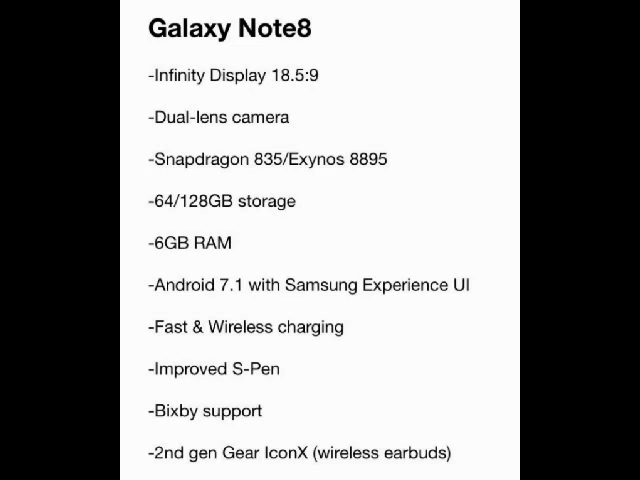 Galaxy Note8
-Infinity Display 18.5:9
-Dual-lens camera
-Snapdragon 835/Exynos 8895
-64/128GB storage
-6GB RAM
-Android 7.1 with Samsung Experience UI
-Fast & Wireless charging
-Improved S-Pen
-Bixby support
-2nd gen Gear IconX (wireless earbuds)